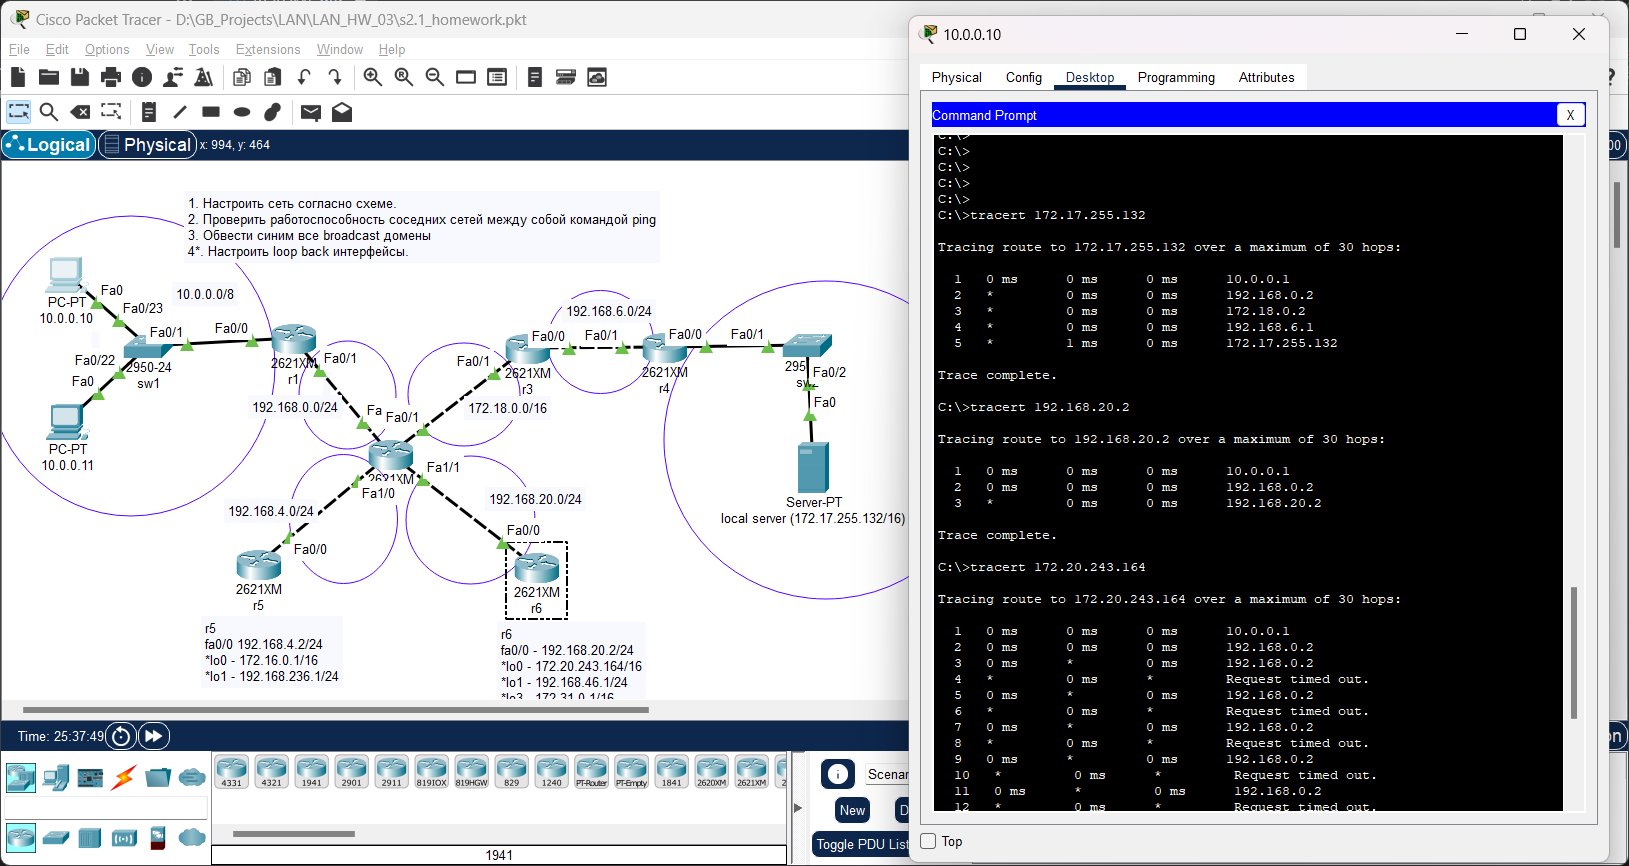 Cisco Packet Tracer - D:\GB_Projects\LAN\LAN_HW_03\s2.1_homework.pkt
File Edit Options View Tools Extensions Window Help
Logical
Physical
x: 994, y: 464
1. Настроить сеть согласно схеме.
2. Проверить работоспособность соседних сетей между собой командой ping
3. Обвести синим все broadcast домены
4*. Настроить loop back интерфейсы.
Fa0
PC-PT
10.0.0.10
Fa0/23
10.0.0.0/8
Fa0/1
Fa0/0
Fa0/22
Fa0
2950-24
sw1
PC-PT
10.0.0.11
2621XM
r1
Fa0/1
192.168.0.0/24
Fa
Fa0/1
2621XM
Fa1/0
Fa1/1
Fa0/1
172.18.0.0/16
Fa0/0
2621XM
r3
192.168.6.0/24
Fa0/1
Fa0/0
2621XM
r4
Fa0/1
295
Fa0/2
Fa0
Server-PT
local server (172.17.255.132/16)
192.168.4.0/24
Fa0/0
2621XM
r5
192.168.20.0/24
Fa0/0
2621XM
r6
r5
fa0/0 192.168.4.2/24
*lo0 - 172.16.0.1/16
*lo1 - 192.168.236.1/24
r6
fa0/0 - 192.168.20.2/24
*lo0 - 172.20.243.164/16
*lo1 - 192.168.46.1/24
*lo3 - 172.31.0.1/16
Time: 25:37:49
4331 4321 1941 2901 2911 819IOX 819HGW 829 1240 PT-Router PT-Empty 1841 2620XM 2621XM
1941
Scenar
New
Toggle PDU List
10.0.0.10
Physical Config Desktop Programming Attributes
Command Prompt
X
C:\>
C:\>
C:\>
C:\>
C:\>
C:\>tracert 172.17.255.132
Tracing route to 172.17.255.132 over a maximum of 30 hops:
1 0 ms 0 ms 0 ms 10.0.0.1
2 * 0 ms 0 ms 192.168.0.2
3 * 0 ms 0 ms 172.18.0.2
4 * 0 ms 0 ms 192.168.6.1
5 * 1 ms 0 ms 172.17.255.132
Trace complete.
C:\>tracert 192.168.20.2
Tracing route to 192.168.20.2 over a maximum of 30 hops:
1 0 ms 0 ms 0 ms 10.0.0.1
2 0 ms 0 ms 0 ms 192.168.0.2
3 * 0 ms 0 ms 192.168.20.2
Trace complete.
C:\>tracert 172.20.243.164
Tracing route to 172.20.243.164 over a maximum of 30 hops:
1 0 ms 0 ms 0 ms 10.0.0.1
2 0 ms 0 ms 0 ms 192.168.0.2
3 0 ms * 0 ms 192.168.0.2
4 * 0 ms * Request timed out.
5 0 ms * 0 ms 192.168.0.2
6 * 0 ms * Request timed out.
7 0 ms * 0 ms 192.168.0.2
8 * 0 ms * Request timed out.
9 0 ms * 0 ms 192.168.0.2
10 * 0 ms * Request timed out.
11 0 ms * 0 ms 192.168.0.2
12 * 0 ms * Request timed out.
Top